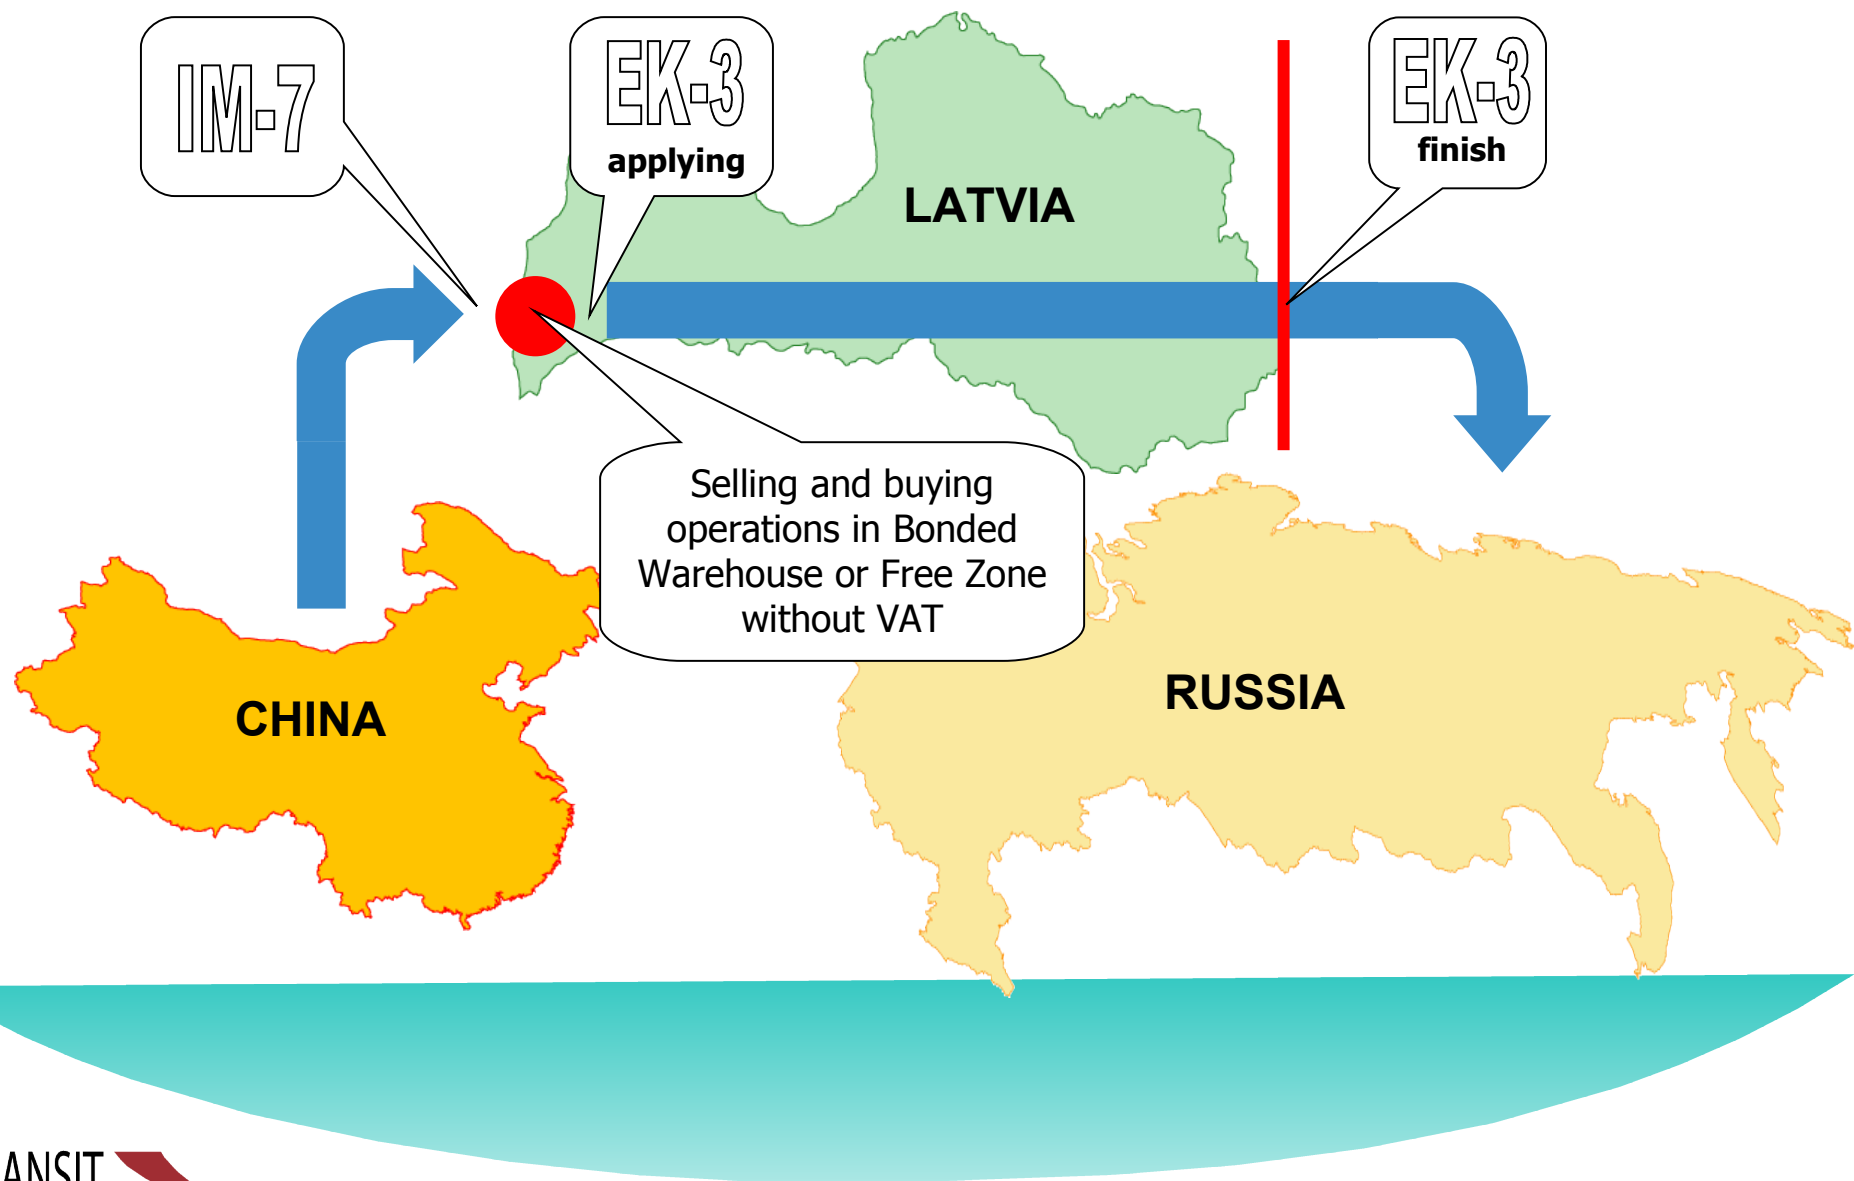 IM-7
EK-3
applying
EK-3
finish
LATVIA
Selling and buying
operations in Bonded
Warehouse or Free Zone
without VAT
CHINA
RUSSIA
ANSIT